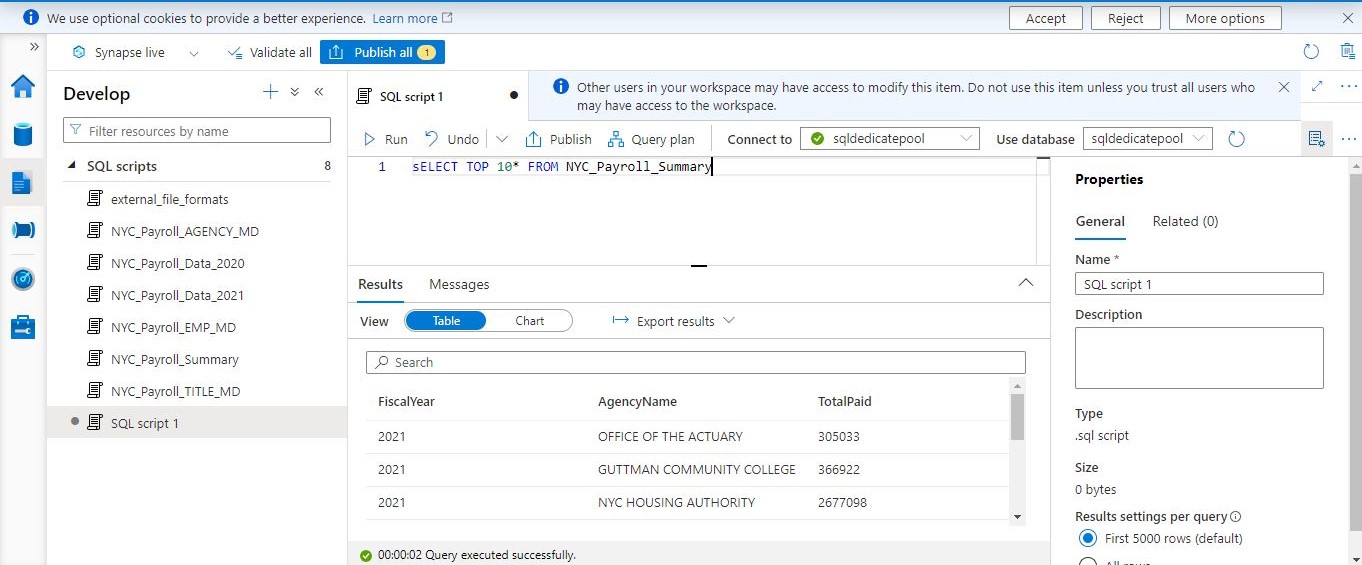 We use optional cookies to provide a better experience. Learn more
Accept
Reject
More options
Synapse live
Validate all
Publish all 1
Develop
Filter resources by name
SQL scripts 8
external_file_formats
NYC_Payroll_AGENCY_MD
NYC_Payroll_Data_2020
NYC_Payroll_Data_2021
NYC_Payroll_EMP_MD
NYC_Payroll_Summary
NYC_Payroll_TITLE_MD
SQL script 1
SQL script 1
Other users in your workspace may have access to modify this item. Do not use this item unless you trust all users who
may have access to the workspace.
Run
Undo
Publish
Query plan
Connect to
sqldedicatepool
Use database
sqldedicatepool
1 sELECT TOP 10* FROM NYC_Payroll_Summary
Results
Messages
View
Table
Chart
Export results
Search
FiscalYear AgencyName TotalPaid
2021 OFFICE OF THE ACTUARY 305033
2021 GUTTMAN COMMUNITY COLLEGE 366922
2021 NYC HOUSING AUTHORITY 2677098
00:00:02 Query executed successfully.
Properties
General
Related (0)
Name *
SQL script 1
Description
Type
.sql script
Size
0 bytes
Results settings per query
First 5000 rows (default)
All rows